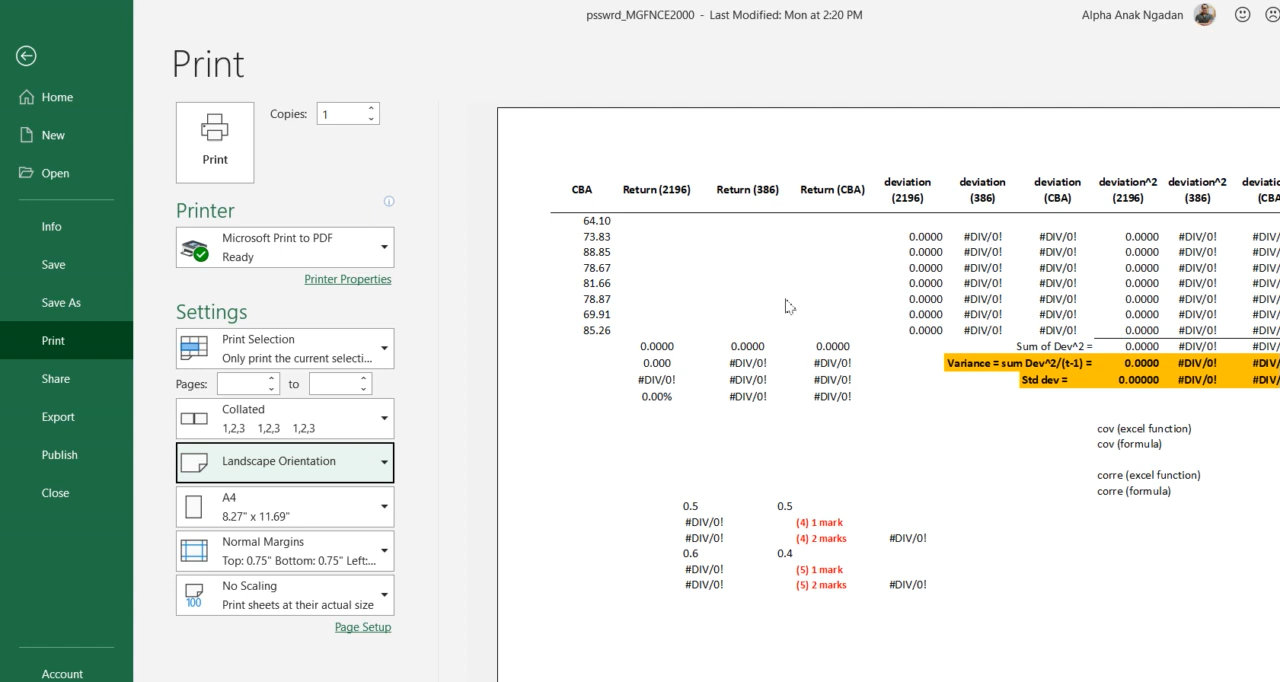 psswrd_MGFNCE2000 - Last Modified: Mon at 2:20 PM
Alpha Anak Ngadan
Home
New
Open
Info
Save
Save As
Print
Share
Export
Publish
Close
Account
Print
Print
Copies: 1
Printer
Microsoft Print to PDF
Ready
Printer Properties
Settings
Print Selection
Only print the current selecti...
Pages: to
Collated
1,2,3 1,2,3 1,2,3
Landscape Orientation
A4
8.27" x 11.69"
Normal Margins
Top: 0.75" Bottom: 0.75" Left:...
No Scaling
100
Print sheets at their actual size
Page Setup
deviation deviation deviation deviation^2 deviation^2
CBA Return (2196) Return (386) Return (CBA)
(2196) (386) (CBA) (2196) (386)
64.10
73.83 0.0000 #DIV/0! #DIV/0! 0.0000 #DIV/0! #DIV/
88.85 0.0000 #DIV/0! #DIV/0! 0.0000 #DIV/0! #DIV/
78.67 0.0000 #DIV/0! #DIV/0! 0.0000 #DIV/0! #DIV/
81.66 0.0000 #DIV/0! #DIV/0! 0.0000 #DIV/0! #DIV/
78.87 0.0000 #DIV/0! #DIV/0! 0.0000 #DIV/0! #DIV/
69.91 0.0000 #DIV/0! #DIV/0! 0.0000 #DIV/0! #DIV/
85.26 0.0000 #DIV/0! #DIV/0! 0.0000 #DIV/0! #DIV/
0.0000 0.0000 0.0000 Sum of Dev^2 = 0.0000 #DIV/0! #DIV/
0.000 #DIV/0! #DIV/0! Variance = sum Dev^2/(t-1) = 0.0000 #DIV/0! #DIV/
#DIV/0! #DIV/0! #DIV/0! Std dev = 0.00000 #DIV/0! #DIV/
0.00% #DIV/0! #DIV/0!
cov (excel function)
cov (formula)
corre (excel function)
corre (formula)
0.5 0.5
#DIV/0! (4) 1 mark
#DIV/0! (4) 2 marks #DIV/0!
0.6 0.4
#DIV/0! (5) 1 mark
#DIV/0! (5) 2 marks #DIV/0!